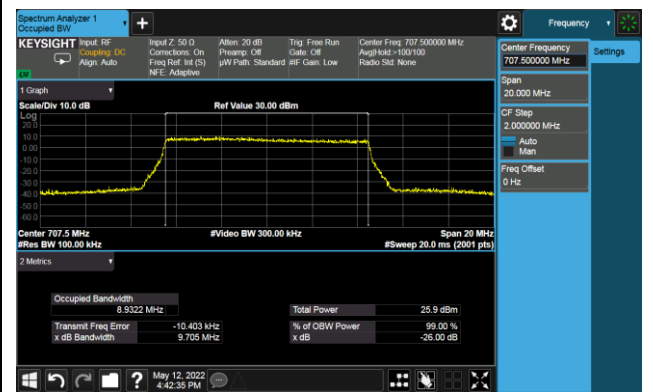 Spectrum Analyzer 1
Occupied BW
Frequency
KEYSIGHT
Input: RF
Coupling: DC
Align: Auto
Input Z: 50 Ω
Corrections: On
Freq Ref: Int (S)
NFE: Adaptive
Atten: 20 dB
Preamp: Off
µW Path: Standard
Trig: Free Run
Gate: Off
#IF Gain: Low
Center Freq: 707.500000 MHz
Avg|Hold:>100/100
Radio Std: None
Center Frequency
707.500000 MHz
Settings
Span
20.000 MHz
CF Step
2.000000 MHz
Auto
Man
Freq Offset
0 Hz
1 Graph
Scale/Div 10.0 dB
Ref Value 30.00 dBm
Log
20.0
10.0
0.00
-10.0
-20.0
-30.0
-40.0
-50.0
-60.0
Center 707.5 MHz
#Video BW 300.00 kHz
Span 20 MHz
#Res BW 100.00 kHz
#Sweep 20.0 ms (2001 pts)
2 Metrics
Occupied Bandwidth
8.9322 MHz
Total Power
25.9 dBm
Transmit Freq Error
-10.403 kHz
% of OBW Power
99.00 %
x dB Bandwidth
9.705 MHz
x dB
-26.00 dB
?
May 12, 2022
4:42:35 PM